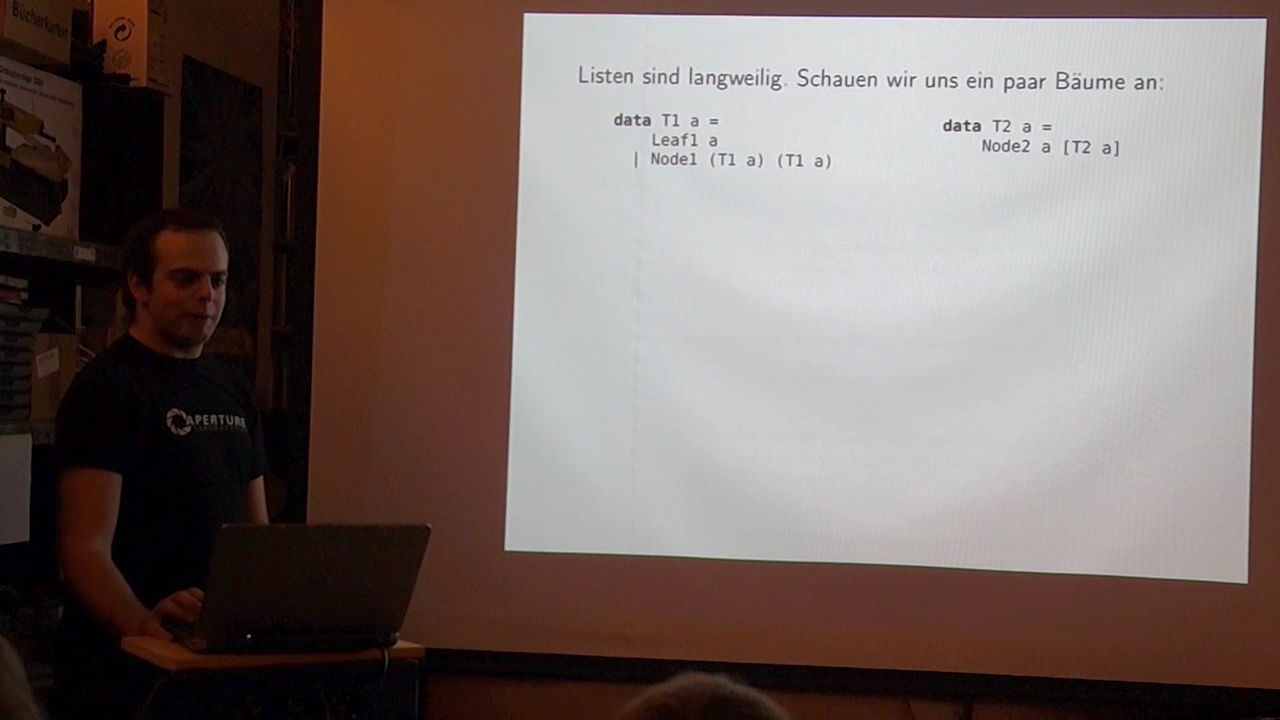 Bücherkarton
Listen sind langweilig. Schauen wir uns ein paar Bäume an:
data T1 a =
Leaf1 a
| Node1 (T1 a) (T1 a)
data T2 a =
Node2 a [T2 a]
APERTURE